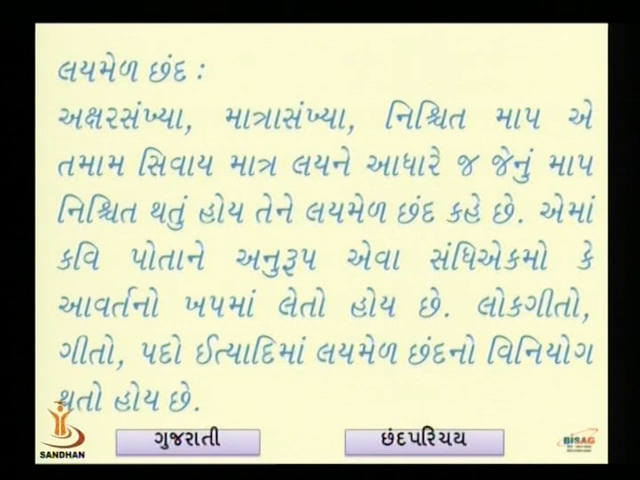 લયમેળ છંદ :
અક્ષરસંખ્યા, માત્રાસંખ્યા, નિશ્ચિત માપ એ
તમામ સિવાય માત્ર લયને આધારે જ જેનું માપ
નિશ્ચિત થતું હોય તેને લયમેળ છંદ કહે છે. એમાં
કવિ પોતાને અનુરૂપ એવા સંધિએકમો કે
આવર્તનો ખપમાં લેતો હોય છે. લોકગીતો,
ગીતો, પદો ઈત્યાદિમાં લયમેળ છંદનો વિનિયોગ
થતો હોય છે.
SANDHAN
ગુજરાતી
છંદપરિચય
BISAG